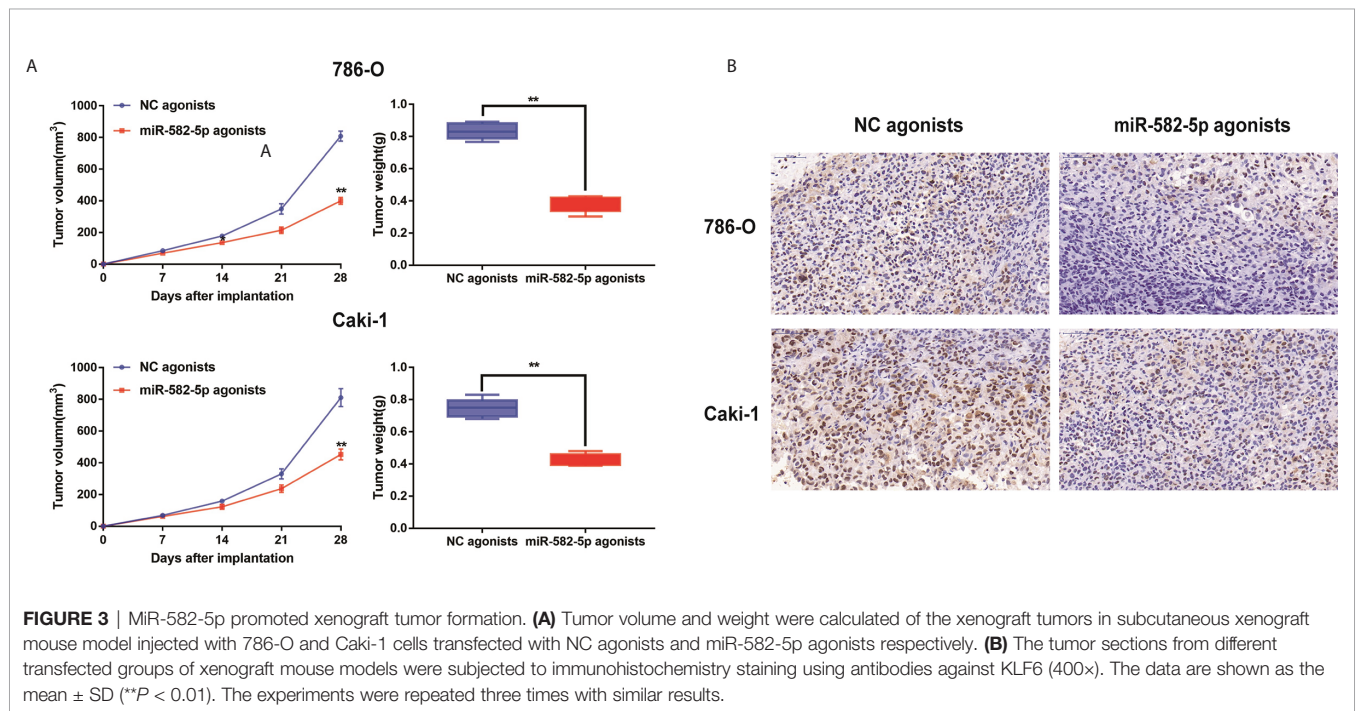 A
786-O
1000
800
600
400
200
0
Tumor volumn(mm³)
NC agonists
miR-582-5p agonists
A
**
*
0 7 14 21 28
Days after implantation
1.0
0.8
0.6
0.4
0.2
0.0
Tumor weight(g)
**
NC agonists miR-582-5p agonists
Caki-1
1000
800
600
400
200
0
Tumor volumn(mm³)
NC agonists
miR-582-5p agonists
**
0 7 14 21 28
Days after implantation
1.0
0.8
0.6
0.4
0.2
0.0
Tumor weight(g)
**
NC agonists miR-582-5p agonists
B
NC agonists miR-582-5p agonists
786-O
Caki-1
FIGURE 3 | MiR-582-5p promoted xenograft tumor formation. (A) Tumor volume and weight were calculated of the xenograft tumors in subcutaneous xenograft
mouse model injected with 786-O and Caki-1 cells transfected with NC agonists and miR-582-5p agonists respectively. (B) The tumor sections from different
transfected groups of xenograft mouse models were subjected to immunohistochemistry staining using antibodies against KLF6 (400×). The data are shown as the
mean ± SD (**P < 0.01). The experiments were repeated three times with similar results.